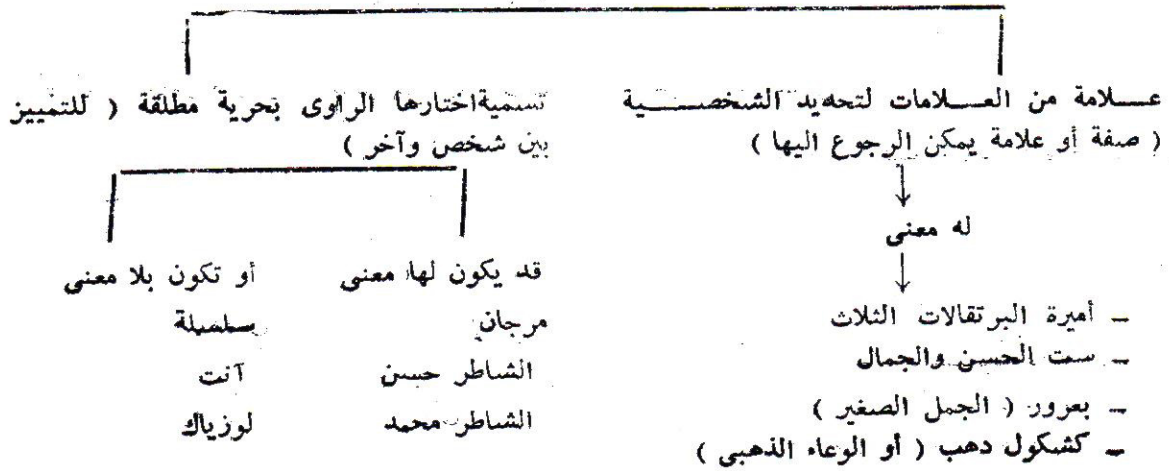 علامة من العلامات لتحديد الشخصية
( صفة أو علامة يمكن الرجوع اليها )
له معنى
ـ أميرة البرتقالات الثلاث
ـ ست الحسن والجمال
ـ بعرور ( الجمل الصغير )
ـ كشكول دهب ( أو الوعاء الذهبى )
تسمية اختارها الراوى بحرية مطلقة ( للتمييز
بين شخص وآخر )
قد يكون لها معنى
مرجان
الشاطر حسن
الشاطر محمد
أو تكون بلا معنى
سلسيلة
آنت
لوزياك